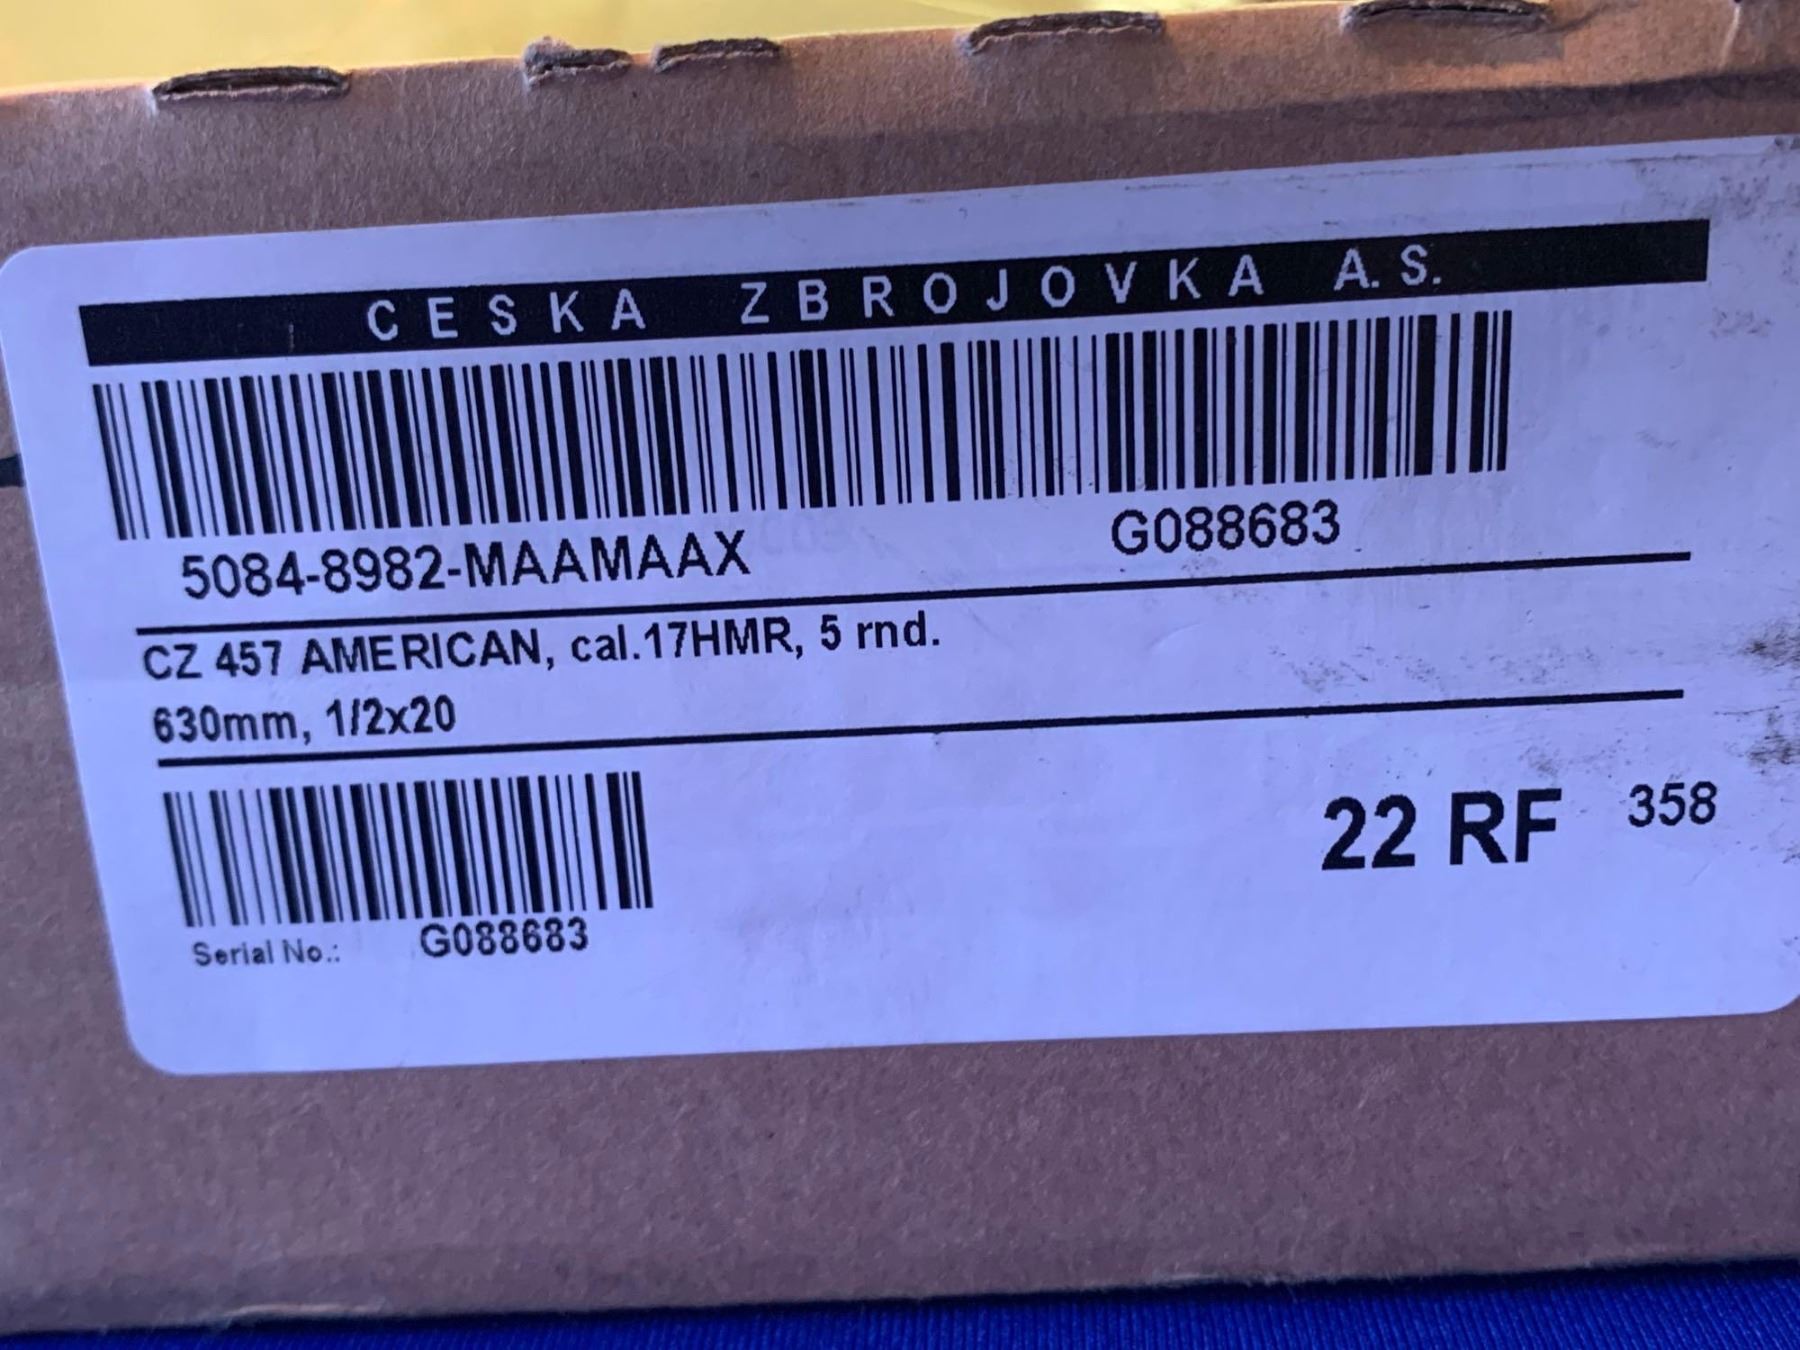 CESKA ZBROJOVKA A.S.
5084-8982-MAAMAAX G088683
CZ 457 AMERICAN, cal.17HMR, 5 rnd.
630mm, 1/2x20
22 RF 358
Serial No.: G088683